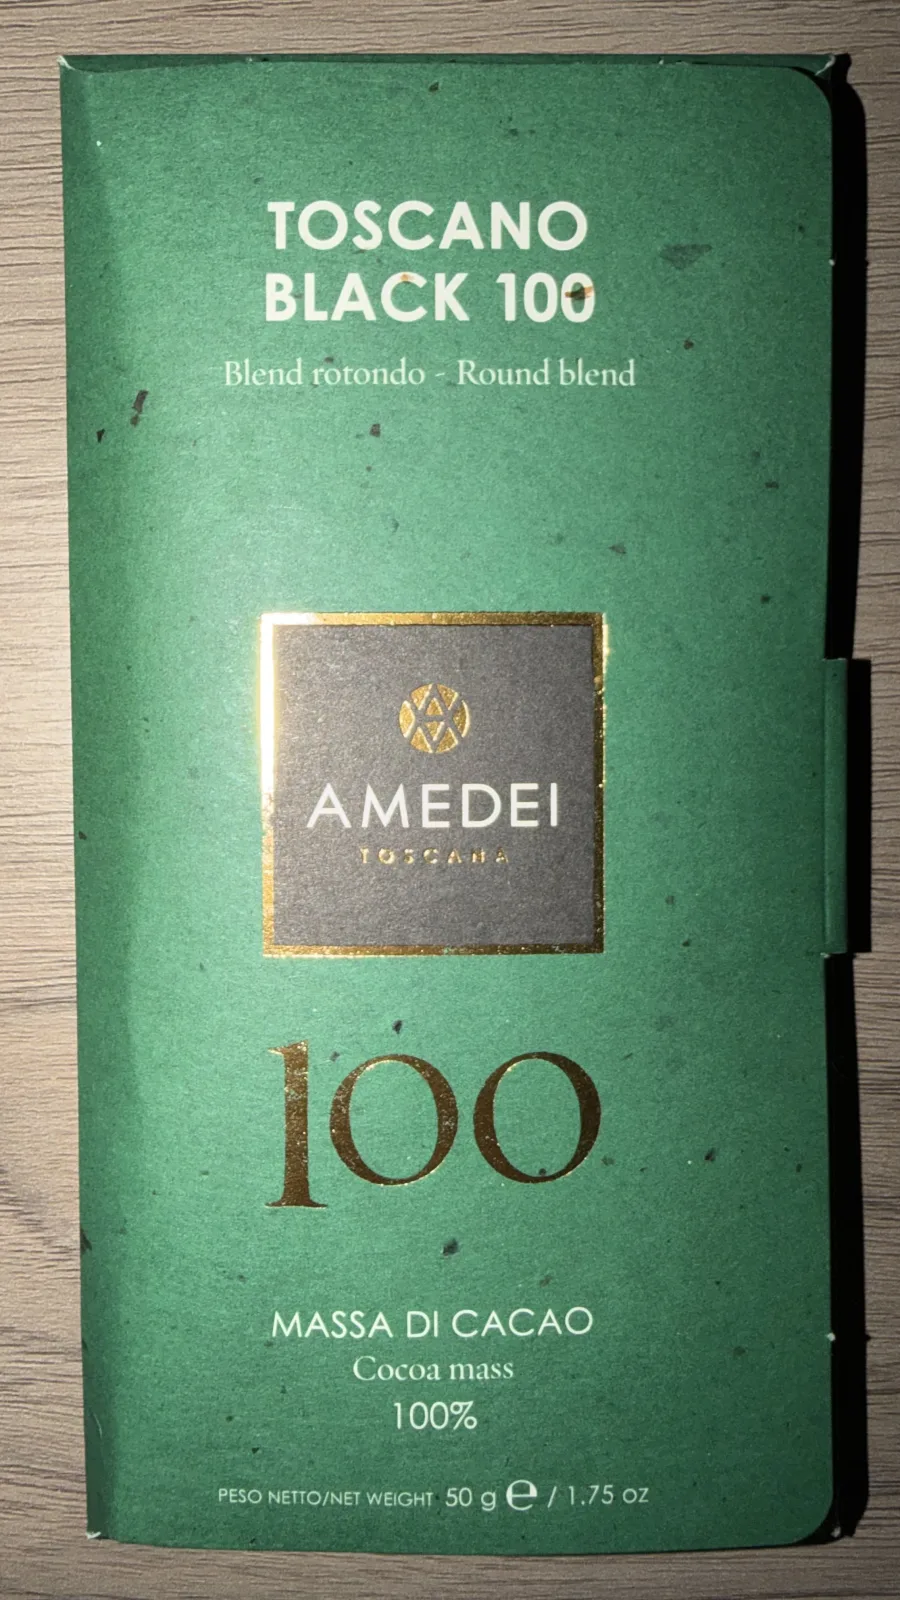 TOSCANO
BLACK 100
Blend rotondo - Round blend
AMEDEI
TOSCANA
100
MASSA DI CACAO
Cocoa mass
100%
PESO NETTO/NET WEIGHT 50 g ℮ / 1.75 OZ